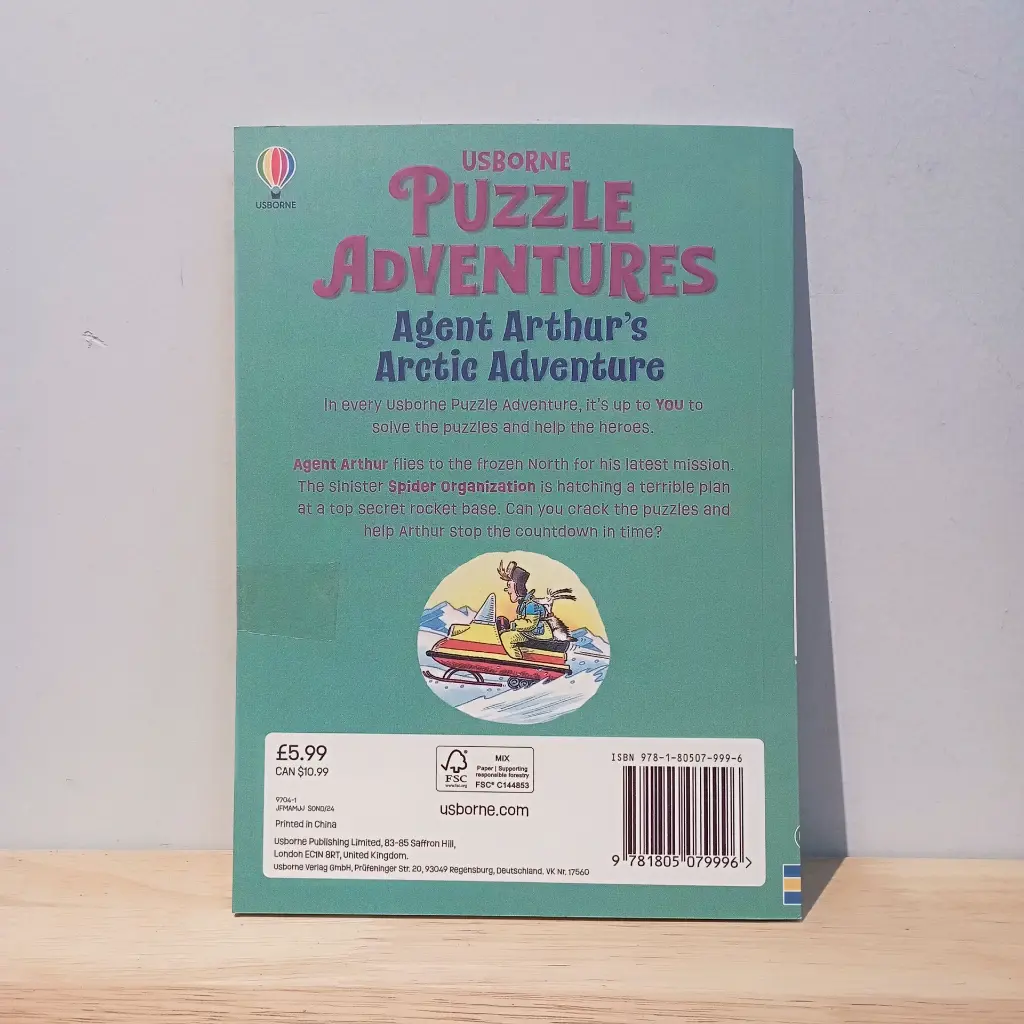 USBORNE
USBORNE
PUZZLE
ADVENTURES
Agent Arthur's
Arctic Adventure
In every Usborne Puzzle Adventure, it's up to YOU to
solve the puzzles and help the heroes.
Agent Arthur flies to the frozen North for his latest mission.
The sinister Spider Organization is hatching a terrible plan
at a top secret rocket base. Can you crack the puzzles and
help Arthur stop the countdown in time?
£5.99
CAN $10.99
9704-1
JFMAMJJ SOND/24
Printed in China
Usborne Publishing Limited, 83-85 Saffron Hill,
London EC1N 8RT, United Kingdom.
Usborne Verlag GmbH, Prüfeninger Str. 20, 93049 Regensburg, Deutschland. VK Nr. 17560
FSC
www.fsc.org
MIX
Paper | Supporting
responsible forestry
FSC® C144853
usborne.com
ISBN 978-1-80507-999-6
9 781805 079996 >